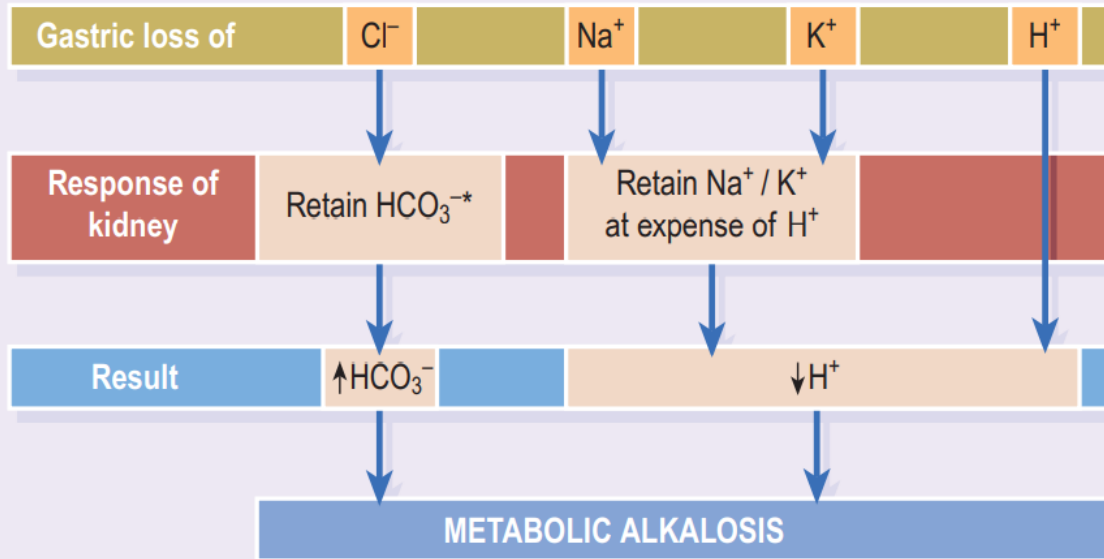 Gastric loss of Cl⁻ Na⁺ K⁺ H⁺
Response of
kidney
Retain HCO₃⁻*
Retain Na⁺ / K⁺
at expense of H⁺
Result ↑HCO₃⁻ ↓H⁺
METABOLIC ALKALOSIS